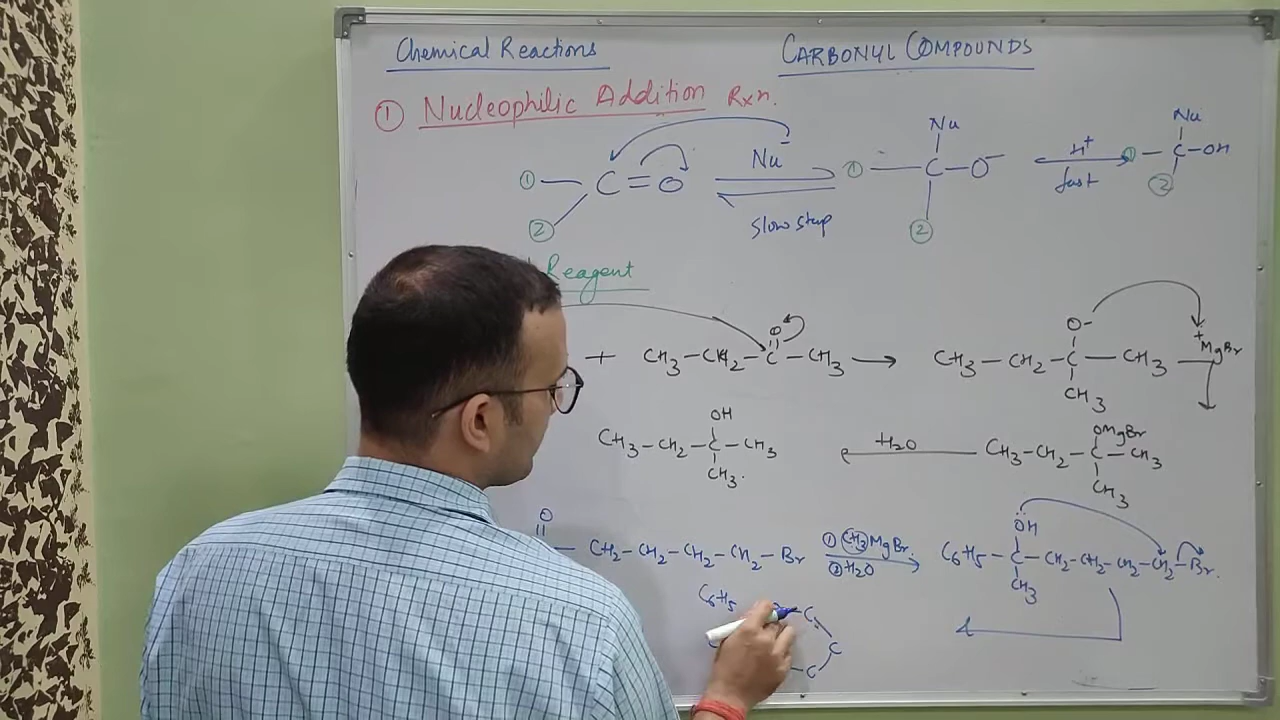 Chemical Reactions
CARBONYL COMPOUNDS
① Nucleophilic Addition Rxn.
① — C = O
②
Nu⁻
Slow step
Nu
① — C — O⁻
②
H⁺
fast
Nu
① — C — OH
②
Reagent
+ CH3 — CH2 — C — CH3 →
O
O⁻
CH3 — CH2 — C — CH3
CH3
+MgBr
OH
CH3 — CH2 — C — CH3
CH3.
H2O
OMgBr
CH3 — CH2 — C — CH3
CH3
O
CH2 — CH2 — CH2 — CH2 — Br
① CH3MgBr
② H2O
OH
C6H5 — C — CH2 — CH2 — CH2 — CH2 — Br.
CH3
C6H5
C
C
C